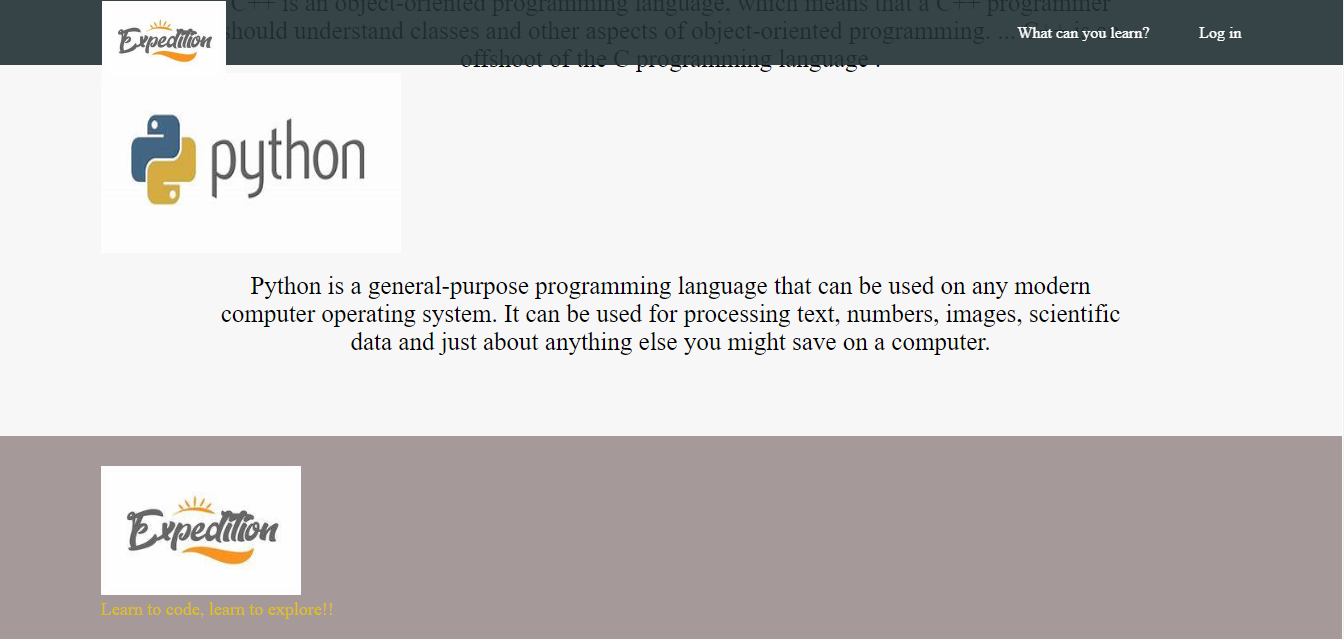 C++ is an object-oriented programming language, which means that a C++ programmer
Expedition
should understand classes and other aspects of object-oriented programming. ...
What can you learn?
Log in
offshoot of the C programming language .
python
Python is a general-purpose programming language that can be used on any modern
computer operating system. It can be used for processing text, numbers, images, scientific
data and just about anything else you might save on a computer.
Expedition
Learn to code, learn to explore!!